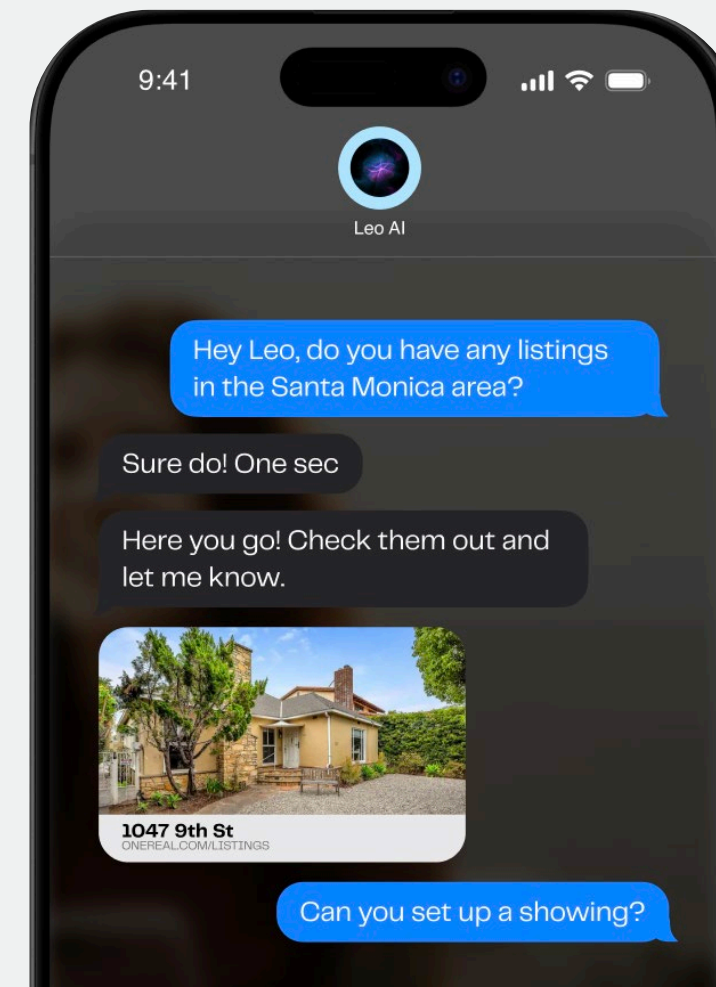 9:41
Leo AI
Hey Leo, do you have any listings
in the Santa Monica area?
Sure do! One sec
Here you go! Check them out and
let me know.
1047 9th St
ONEREAL.COM/LISTINGS
Can you set up a showing?